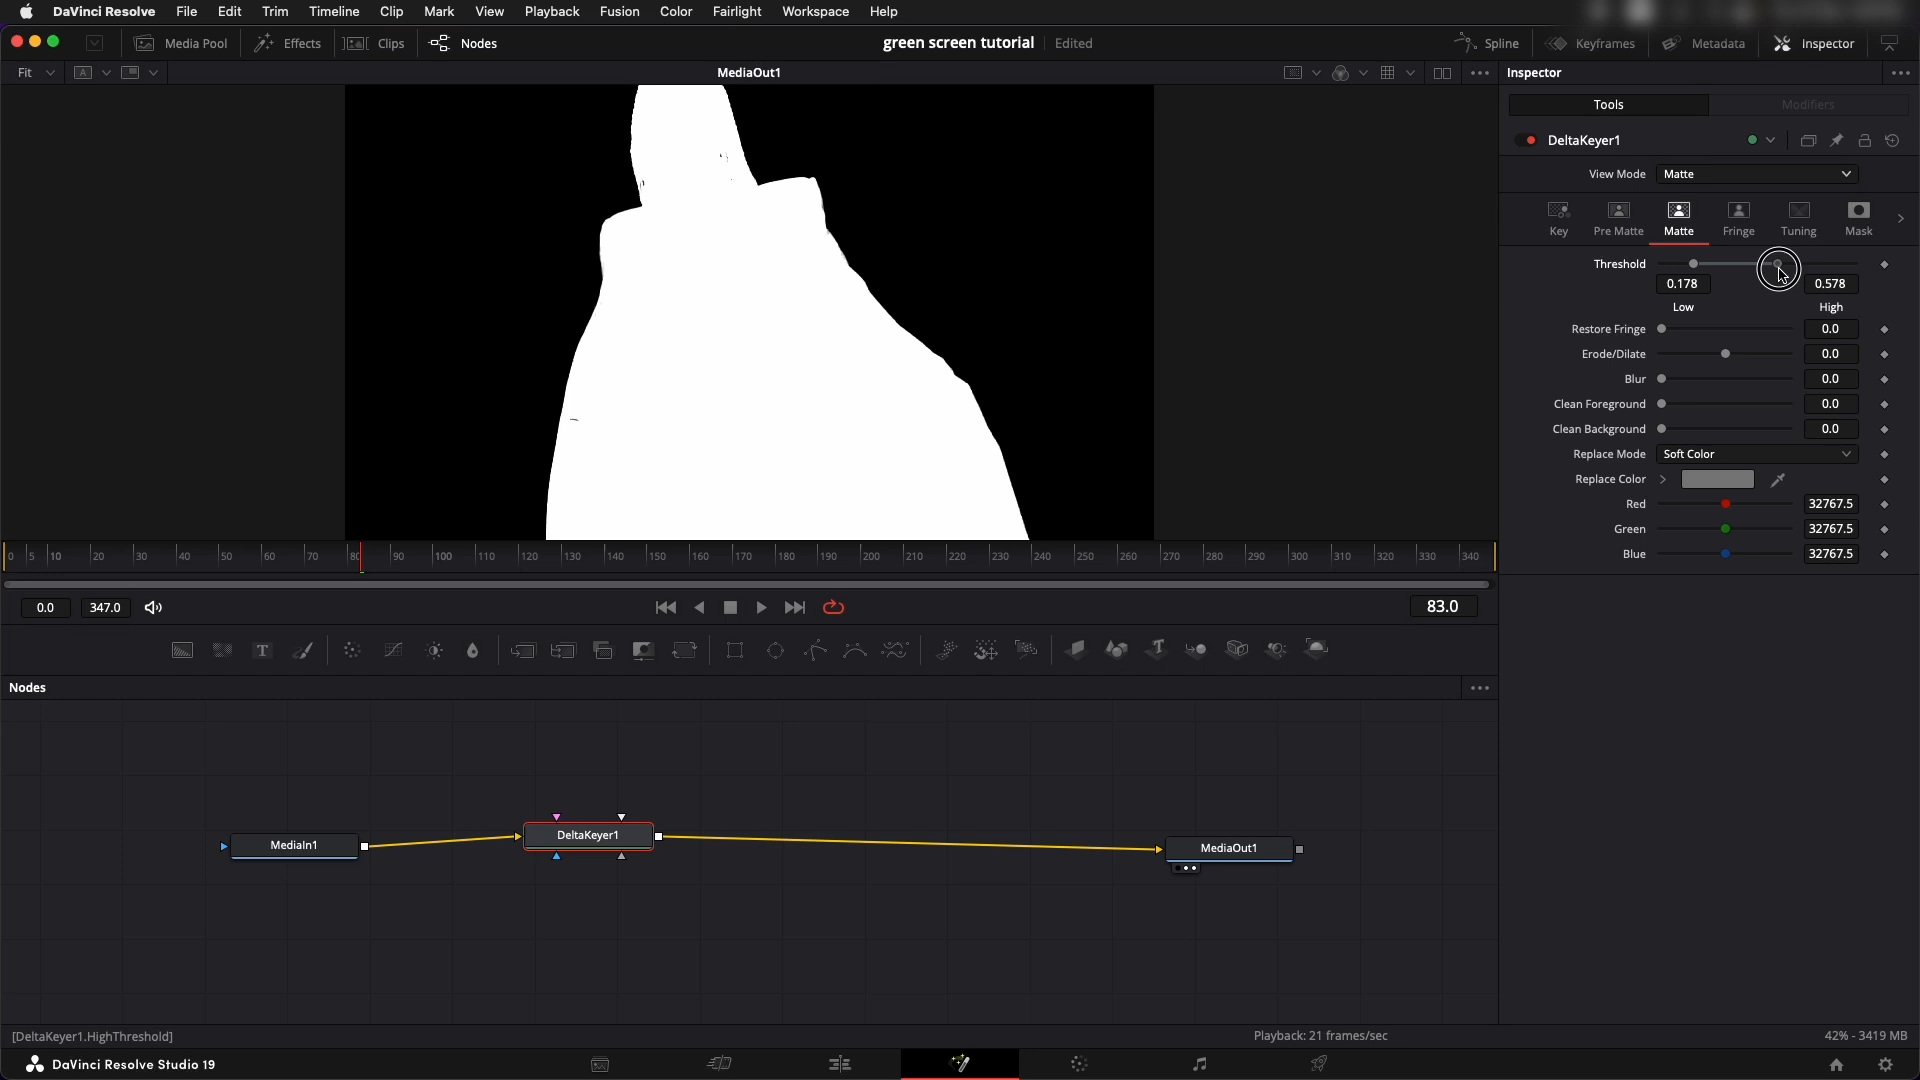 DaVinci Resolve File Edit Trim Timeline Clip Mark View Playback Fusion Color Fairlight Workspace Help
Media Pool Effects Clips Nodes green screen tutorial Edited Spline Keyframes Metadata Inspector
Fit A MediaOut1 Inspector
Tools Modifiers
DeltaKeyer1
View Mode Matte
Key Pre Matte Matte Fringe Tuning Mask
Threshold
0.178 0.578
Low High
Restore Fringe 0.0
Erode/Dilate 0.0
Blur 0.0
Clean Foreground 0.0
Clean Background 0.0
Replace Mode Soft Color
Replace Color
Red 32767.5
Green 32767.5
Blue 32767.5
0 5 10 20 30 40 50 60 70 80 90 100 110 120 130 140 150 160 170 180 190 200 210 220 230 240 250 260 270 280 290 300 310 320 330 340
0.0 347.0 83.0
T T
Nodes
MediaIn1 DeltaKeyer1 MediaOut1
[DeltaKeyer1.HighThreshold] Playback: 21 frames/sec 42% - 3419 MB
DaVinci Resolve Studio 19